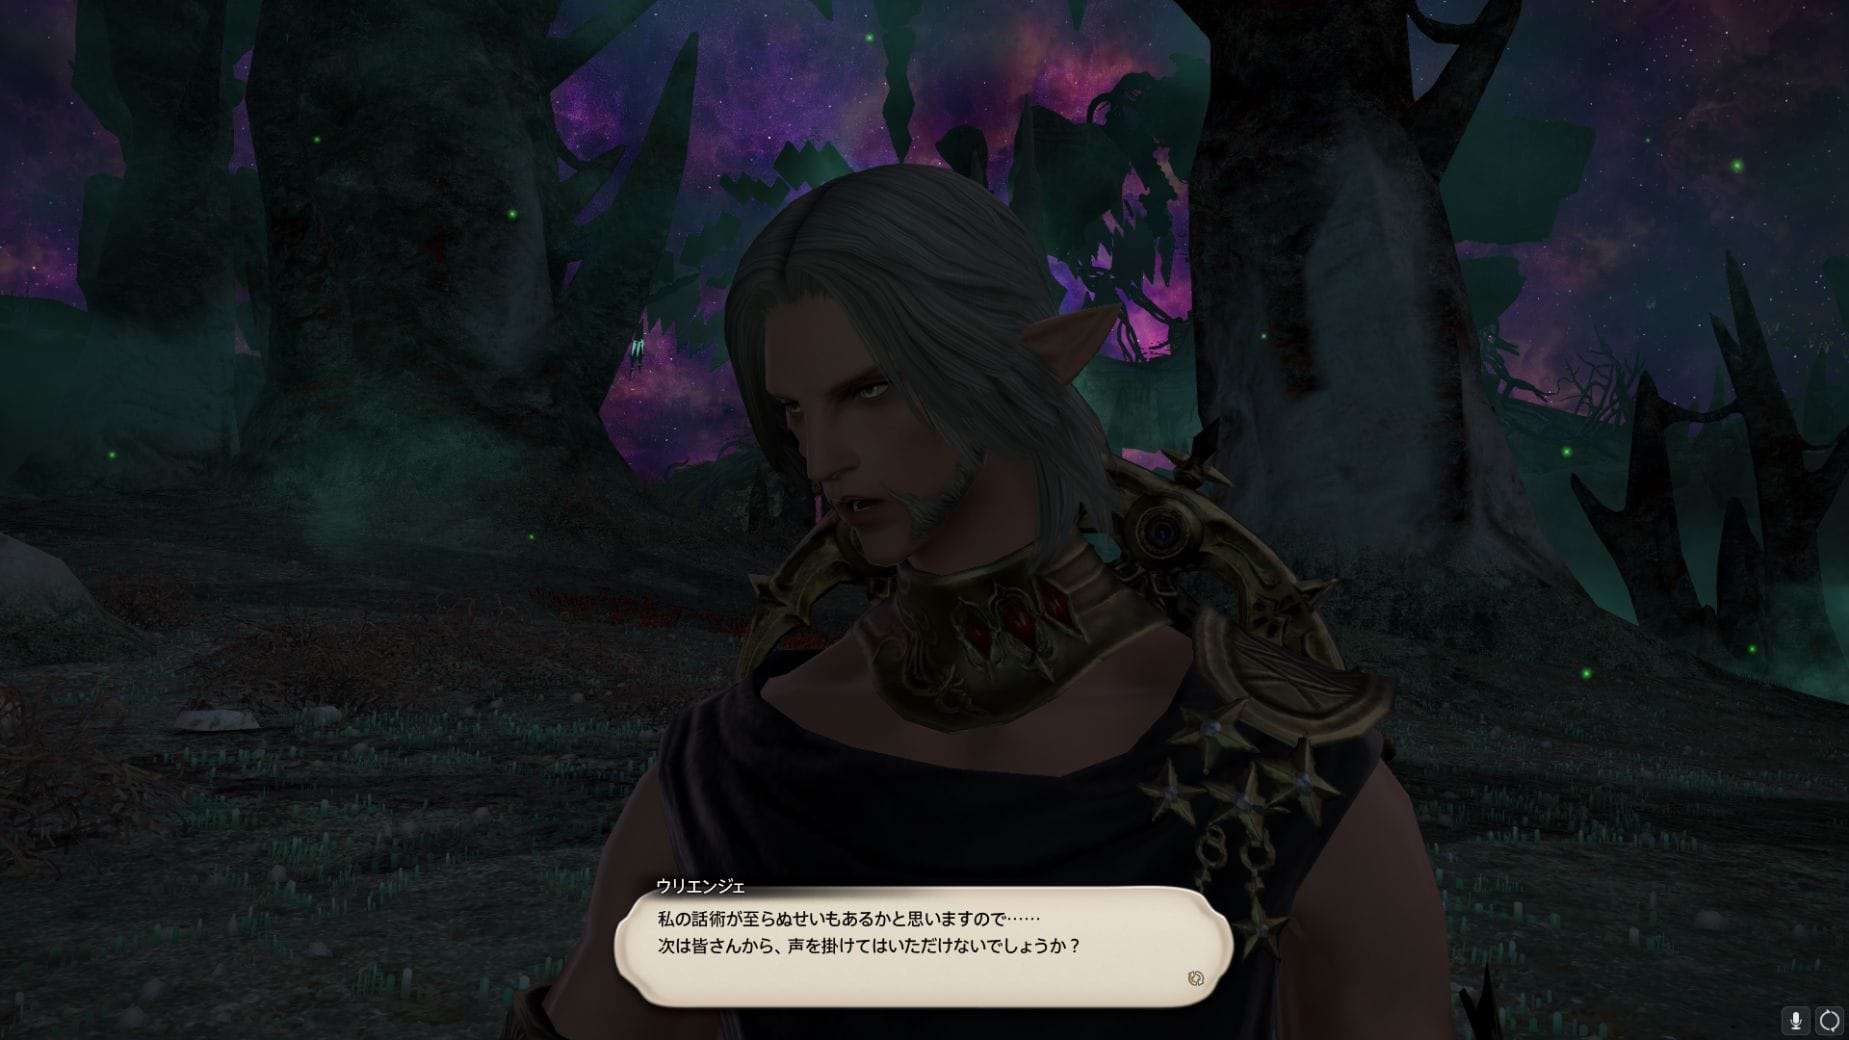 ウリエンジェ
私の話術が至らぬせいもあるかと思いますので……
次は皆さんから、声を掛けてはいただけないでしょうか？